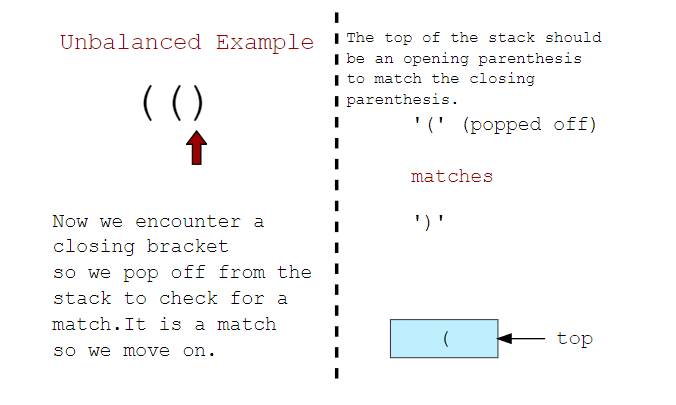 Unbalanced Example
(()
Now we encounter a
closing bracket
so we pop off from the
stack to check for a
match.It is a match
so we move on.
The top of the stack should
be an opening parenthesis
to match the closing
parenthesis.
'(' (popped off)
matches
')'
( top